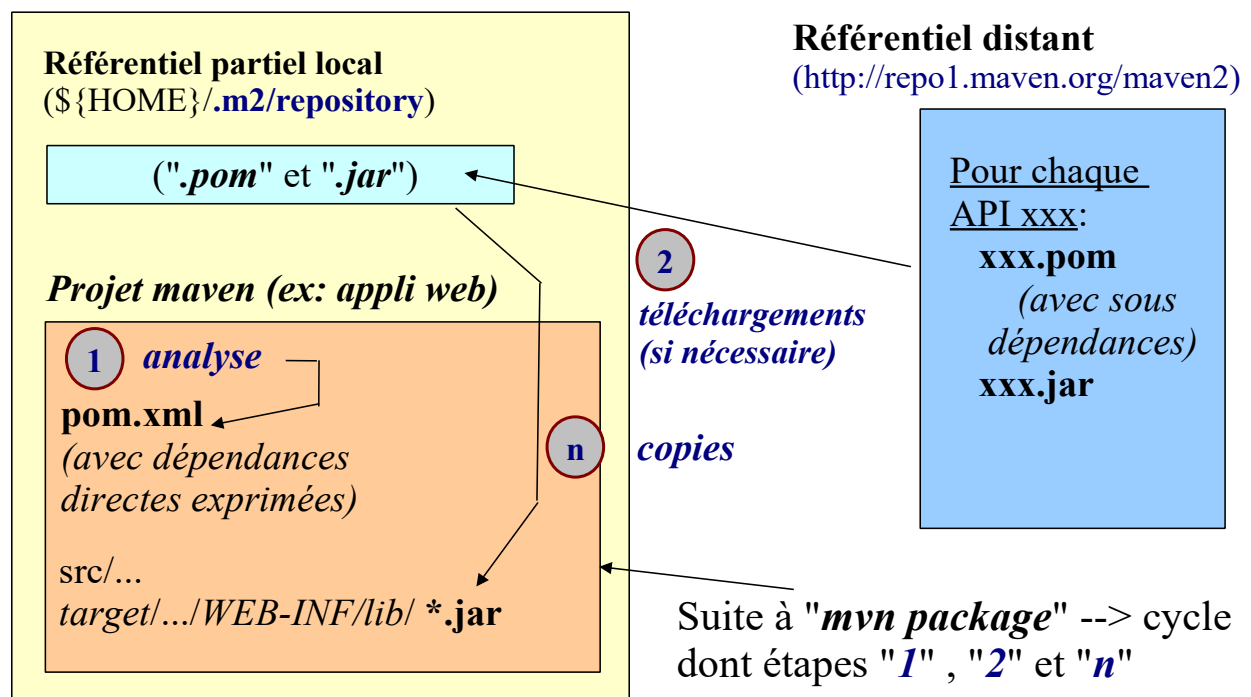 Référentiel partiel local
(${HOME}/.m2/repository)
(".pom" et ".jar")
Projet maven (ex: appli web)
1 analyse
pom.xml
(avec dépendances
directes exprimées)
src/...
target/.../WEB-INF/lib/ *.jar
2
téléchargements
(si nécessaire)
n copies
Référentiel distant
(http://repo1.maven.org/maven2)
Pour chaque
API xxx:
xxx.pom
(avec sous
dépendances)
xxx.jar
Suite à "mvn package" --> cycle
dont étapes "1" , "2" et "n"